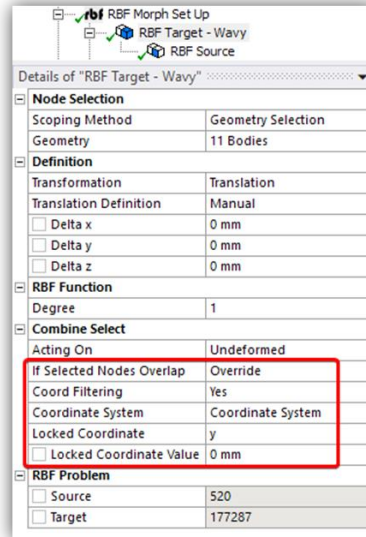 rbf RBF Morph Set Up
RBF Target - Wavy
RBF Source
Details of "RBF Target - Wavy"
Node Selection
Scoping Method Geometry Selection
Geometry 11 Bodies
Definition
Transformation Translation
Translation Definition Manual
Delta x 0 mm
Delta y 0 mm
Delta z 0 mm
RBF Function
Degree 1
Combine Select
Acting On Undeformed
If Selected Nodes Overlap Override
Coord Filtering Yes
Coordinate System Coordinate System
Locked Coordinate y
Locked Coordinate Value 0 mm
RBF Problem
Source 520
Target 177287